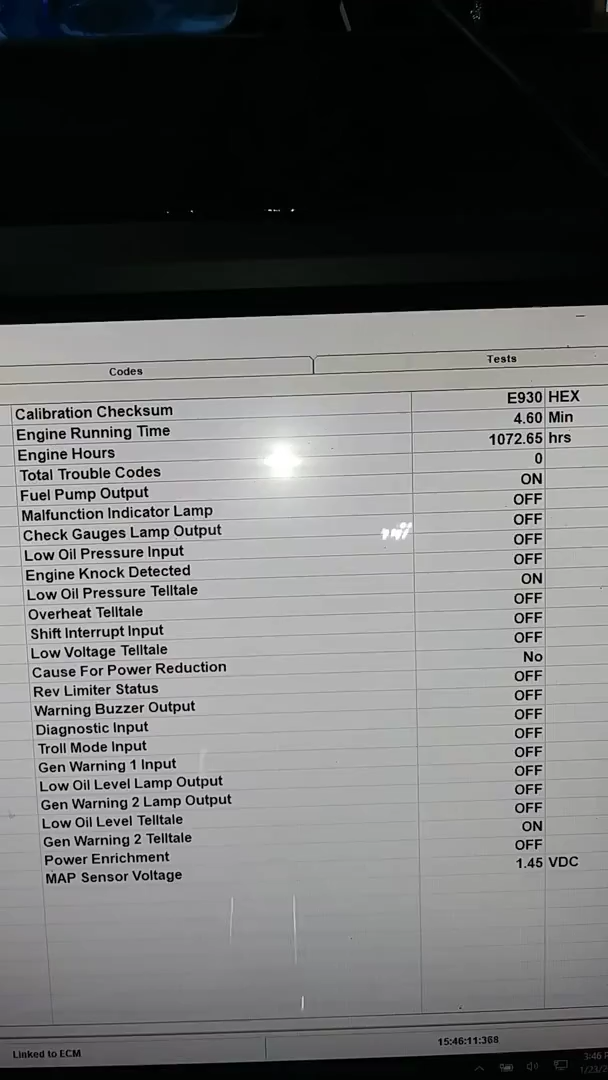 Codes Tests
Calibration Checksum E930 HEX
Engine Running Time 4.60 Min
Engine Hours 1072.65 hrs
Total Trouble Codes 0
Fuel Pump Output ON
Malfunction Indicator Lamp OFF
Check Gauges Lamp Output OFF
Low Oil Pressure Input OFF
Engine Knock Detected OFF
Low Oil Pressure Telltale ON
Overheat Telltale OFF
Shift Interrupt Input OFF
Low Voltage Telltale OFF
Cause For Power Reduction No
Rev Limiter Status OFF
Warning Buzzer Output OFF
Diagnostic Input OFF
Troll Mode Input OFF
Gen Warning 1 Input OFF
Low Oil Level Lamp Output OFF
Gen Warning 2 Lamp Output OFF
Low Oil Level Telltale OFF
Gen Warning 2 Telltale ON
Power Enrichment OFF
MAP Sensor Voltage 1.45 VDC
Linked to ECM 15:46:11:368
3:46
1/23/